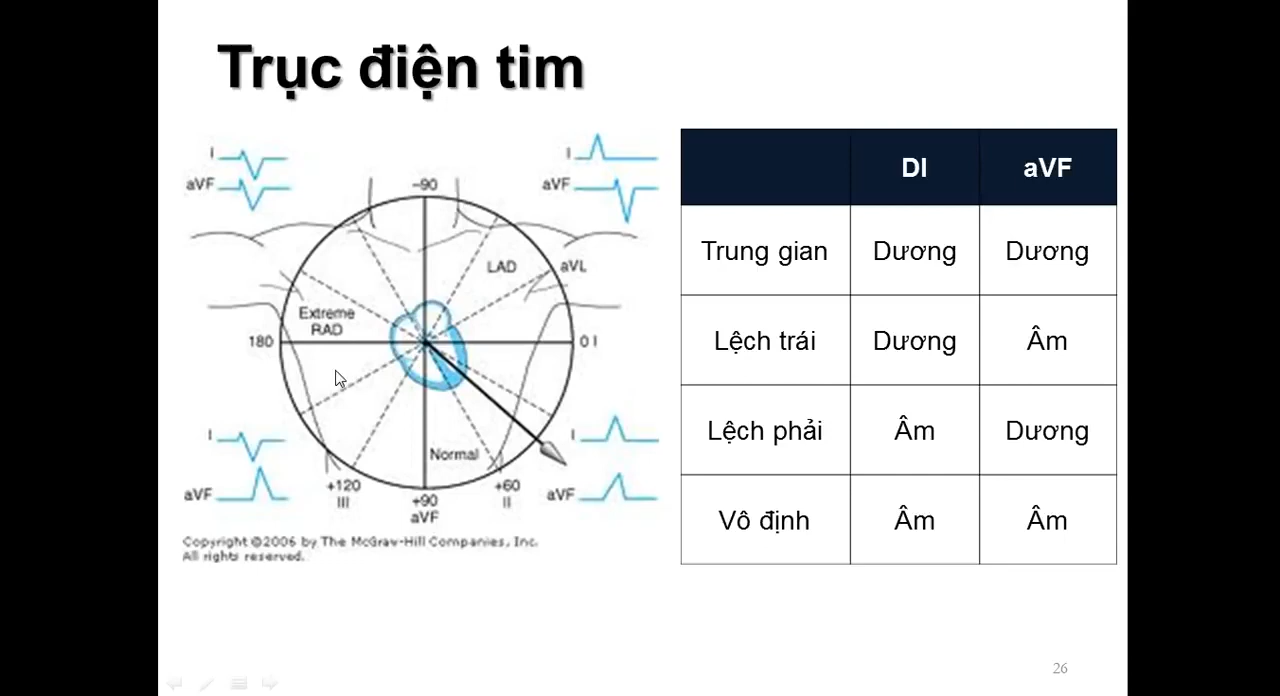 Trục điện tim
I
aVF
I
aVF
−90
LAD
aVL
Extreme
RAD
180
0 I
I
aVF
Normal
I
aVF
+120
III
+90
aVF
+60
II
Copyright ©2006 by The McGraw-Hill Companies, Inc.
All rights reserved.
DI aVF
Trung gian Dương Dương
Lệch trái Dương Âm
Lệch phải Âm Dương
Vô định Âm Âm
26